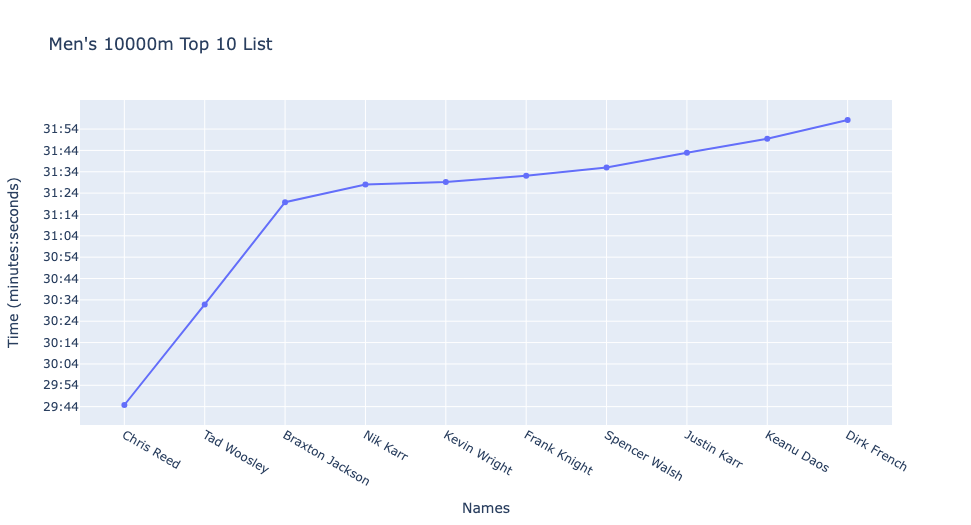 Men's 10000m Top 10 List
Time (minutes:seconds)
31:54
31:44
31:34
31:24
31:14
31:04
30:54
30:44
30:34
30:24
30:14
30:04
29:54
29:44
Chris Reed
Tad Woosley
Braxton Jackson
Nik Karr
Kevin Wright
Frank Knight
Spencer Walsh
Justin Karr
Keanu Daos
Dirk French
Names